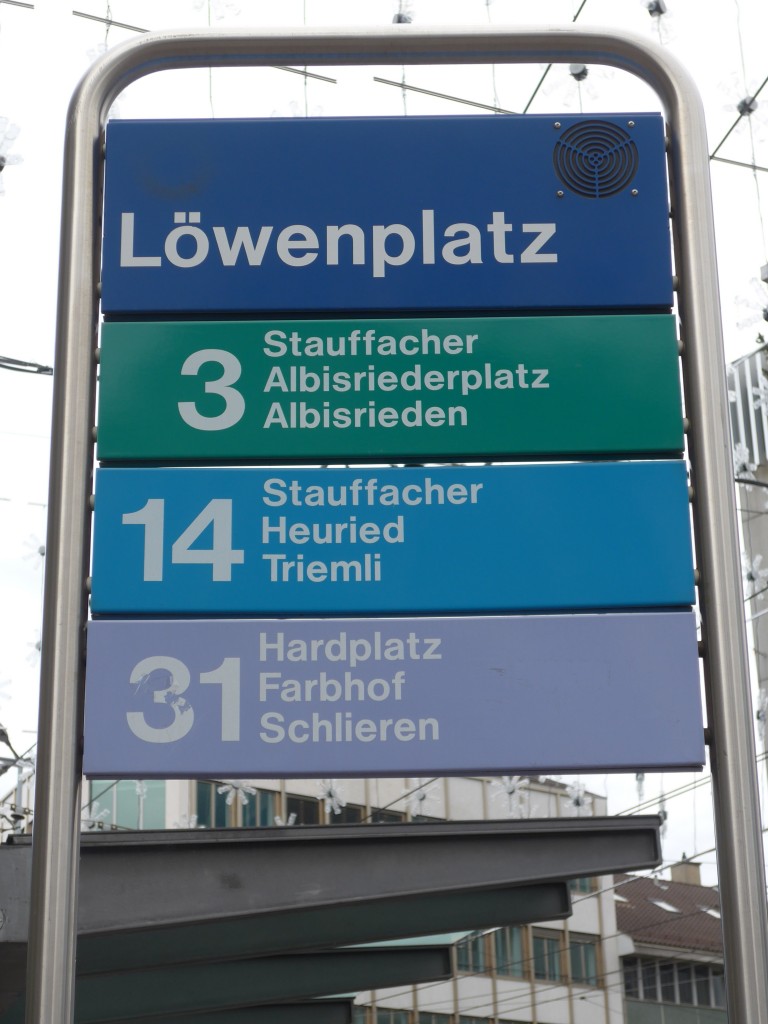 Löwenplatz
3 Stauffacher
Albisriederplatz
Albisrieden
14 Stauffacher
Heuried
Triemli
31 Hardplatz
Farbhof
Schlieren